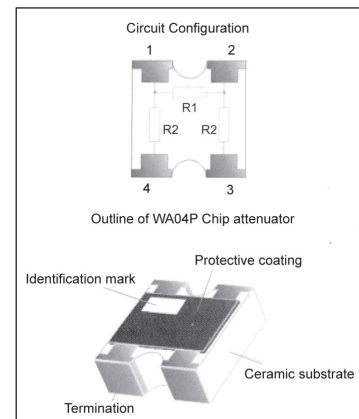 Circuit Configuration
1 2
R1
R2 R2
4 3
Outline of WA04P Chip attenuator
Protective coating
Identification mark
Ceramic substrate
Termination